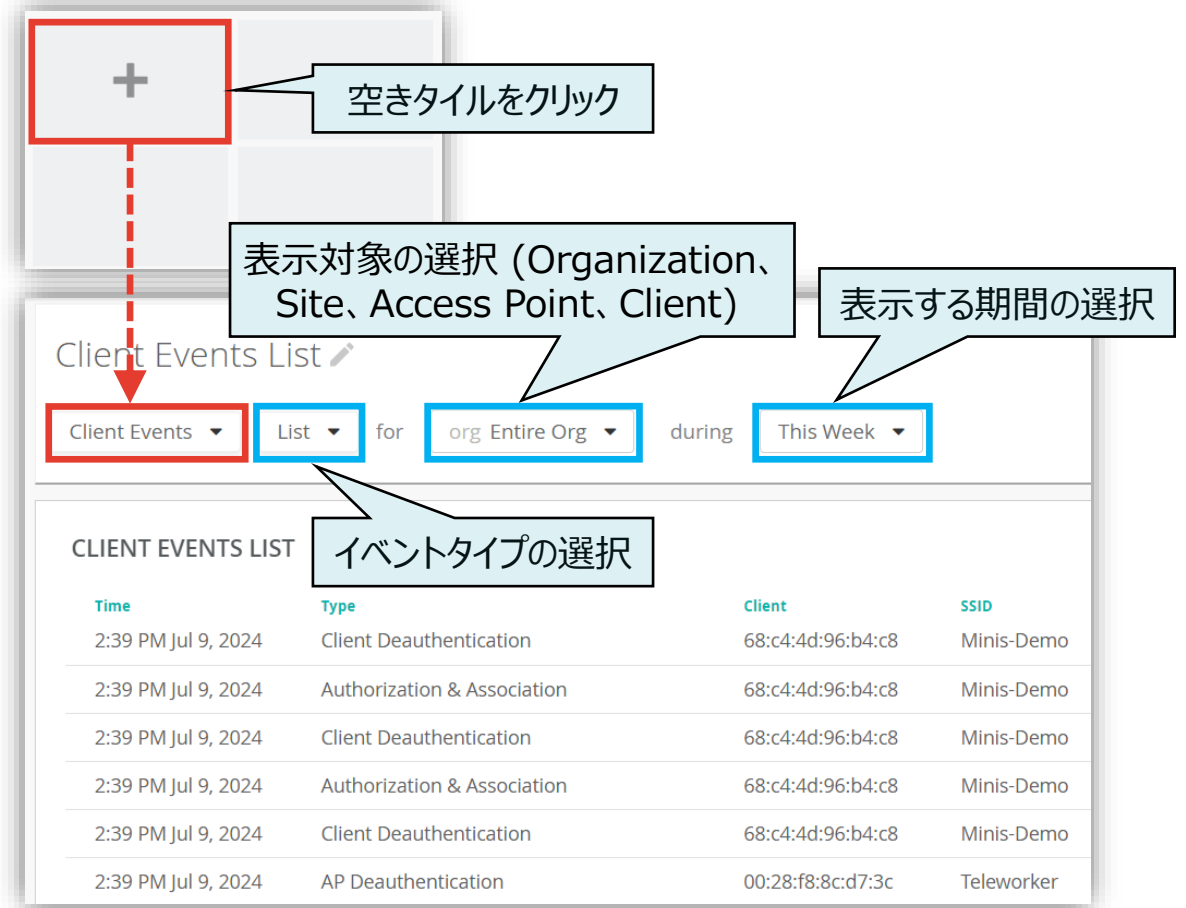 +
空きタイルをクリック
表示対象の選択 (Organization、
Site、Access Point、Client)
表示する期間の選択
Client Events List
Client Events
List
for
org Entire Org
during
This Week
イベントタイプの選択
CLIENT EVENTS LIST
Time Type Client SSID
2:39 PM Jul 9, 2024 Client Deauthentication 68:c4:4d:96:b4:c8 Minis-Demo
2:39 PM Jul 9, 2024 Authorization & Association 68:c4:4d:96:b4:c8 Minis-Demo
2:39 PM Jul 9, 2024 Client Deauthentication 68:c4:4d:96:b4:c8 Minis-Demo
2:39 PM Jul 9, 2024 Authorization & Association 68:c4:4d:96:b4:c8 Minis-Demo
2:39 PM Jul 9, 2024 Client Deauthentication 68:c4:4d:96:b4:c8 Minis-Demo
2:39 PM Jul 9, 2024 AP Deauthentication 00:28:f8:8c:d7:3c Teleworker